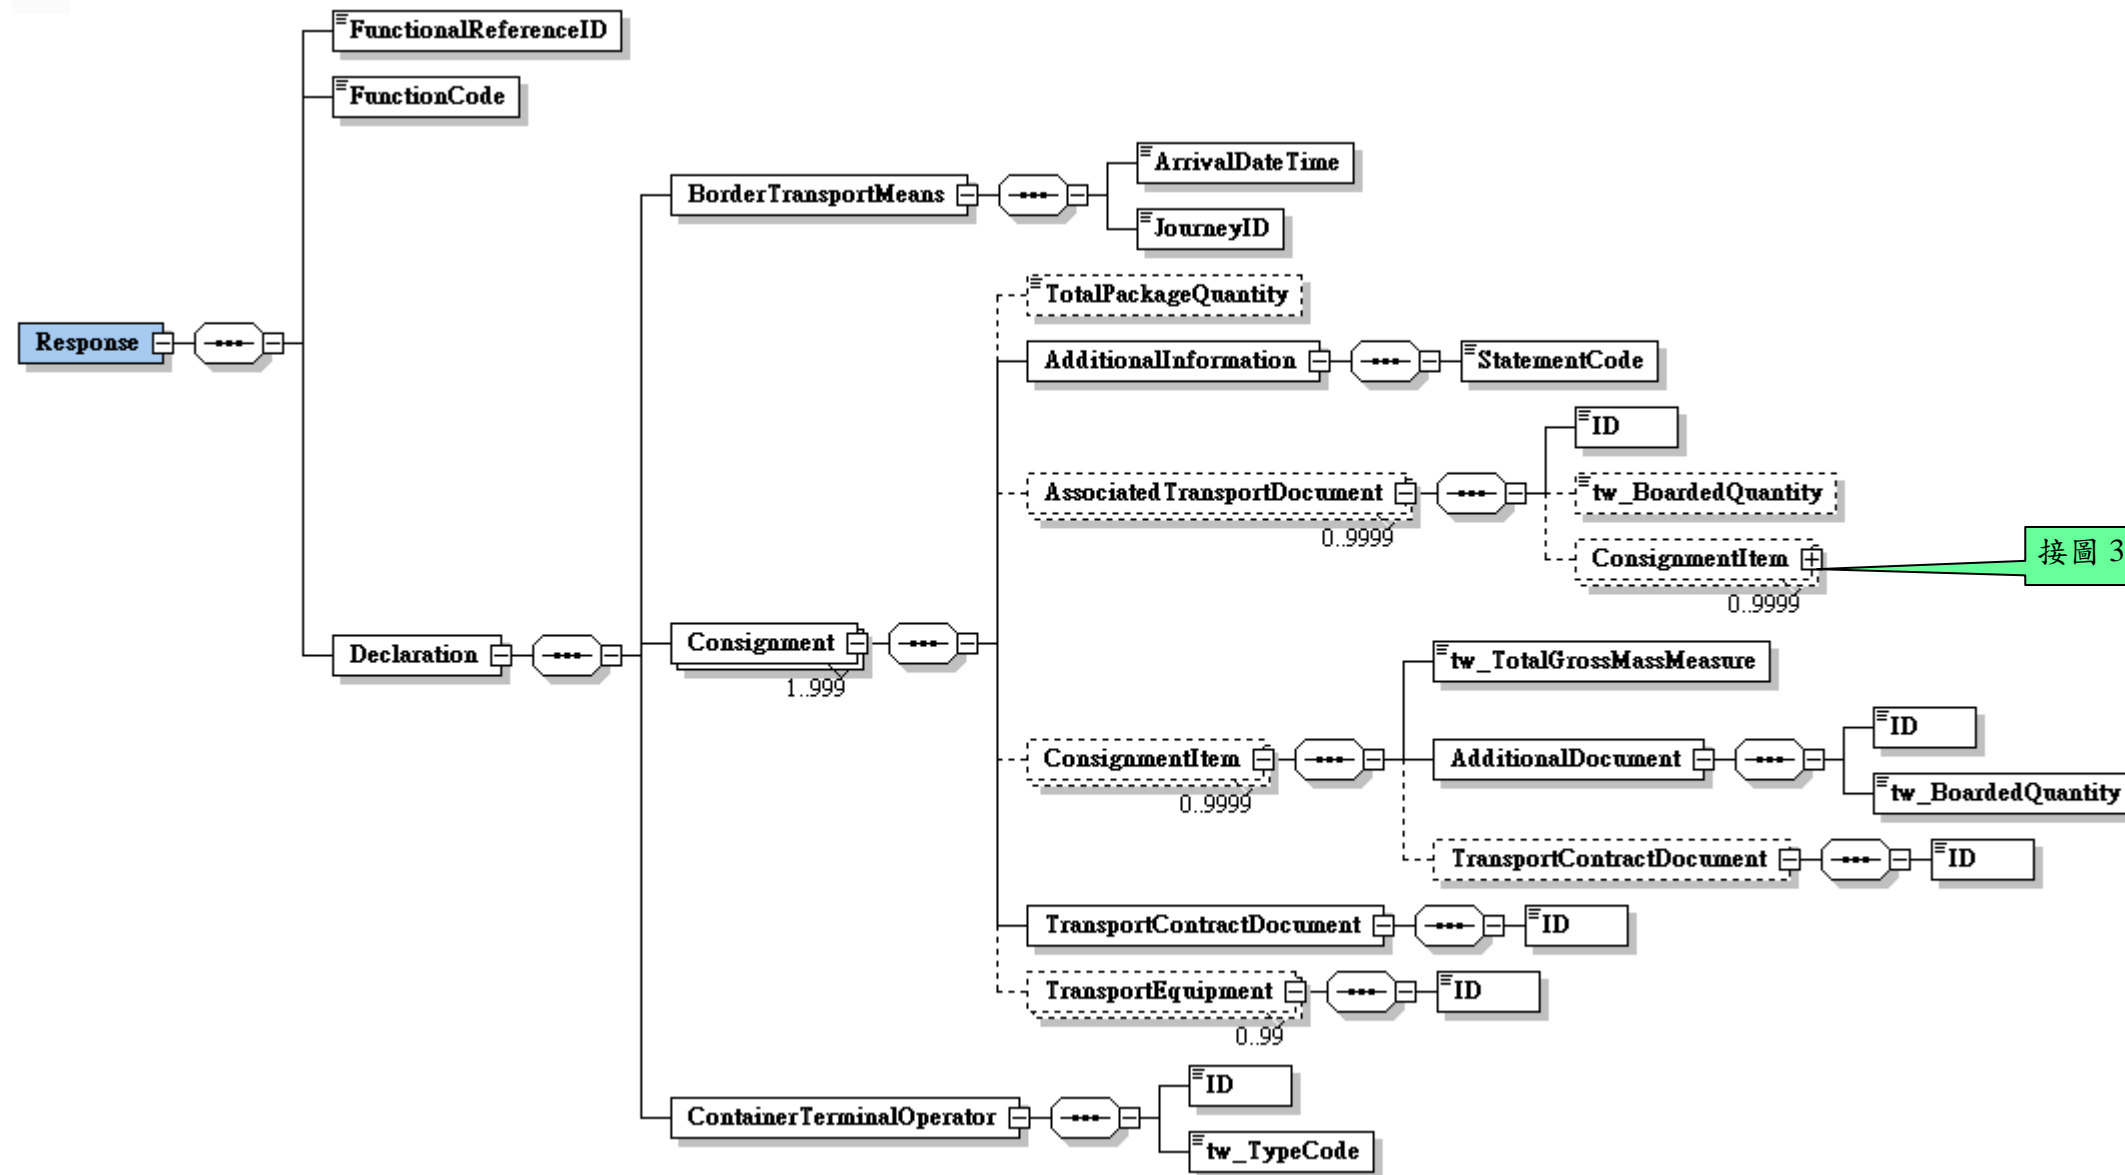 FunctionalReferenceID
FunctionCode
ArrivalDateTime
BorderTransportMeans
JourneyID
TotalPackageQuantity
Response
AdditionalInformation
StatementCode
ID
AssociatedTransportDocument
tw_BoardedQuantity
0..9999
接圖 3
ConsignmentItem
0..9999
Consignment
Declaration
1..999
tw_TotalGrossMassMeasure
ID
ConsignmentItem
AdditionalDocument
0..9999
tw_BoardedQuantity
TransportContractDocument
ID
TransportContractDocument
ID
TransportEquipment
ID
0..99
ID
ContainerTerminalOperator
tw_TypeCode